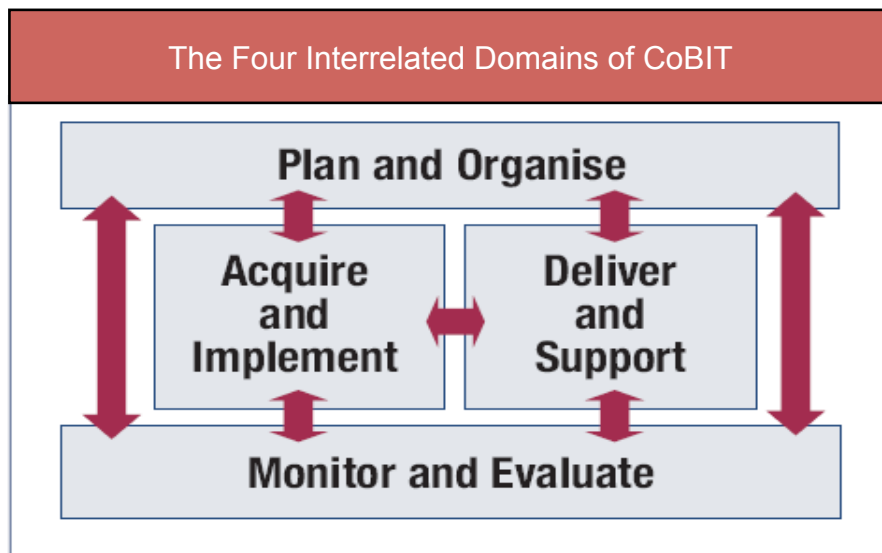 The Four Interrelated Domains of CoBIT
Plan and Organise
Acquire
and
Implement
Deliver
and
Support
Monitor and Evaluate